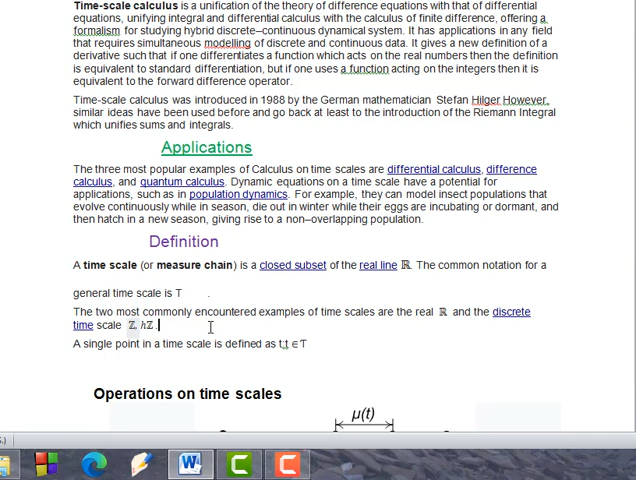 Time-scale calculus is a unification of the theory of difference equations with that of differential
equations, unifying integral and differential calculus with the calculus of finite difference, offering a
formalism for studying hybrid discrete–continuous dynamical system. It has applications in any field
that requires simultaneous modelling of discrete and continuous data. It gives a new definition of a
derivative such that if one differentiates a function which acts on the real numbers then the definition
is equivalent to standard differentiation, but if one uses a function acting on the integers then it is
equivalent to the forward difference operator.
Time-scale calculus was introduced in 1988 by the German mathematician Stefan Hilger However,
similar ideas have been used before and go back at least to the introduction of the Riemann Integral
which unifies sums and integrals.
Applications
The three most popular examples of Calculus on time scales are differential calculus, difference
calculus, and quantum calculus. Dynamic equations on a time scale have a potential for
applications, such as in population dynamics. For example, they can model insect populations that
evolve continuously while in season, die out in winter while their eggs are incubating or dormant, and
then hatch in a new season, giving rise to a non–overlapping population.
Definition
A time scale (or measure chain) is a closed subset of the real line ℝ. The common notation for a
general time scale is T .
The two most commonly encountered examples of time scales are the real ℝ and the discrete
time scale ℤ, hℤ.
A single point in a time scale is defined as t;t ∈T
Operations on time scales
μ(t)